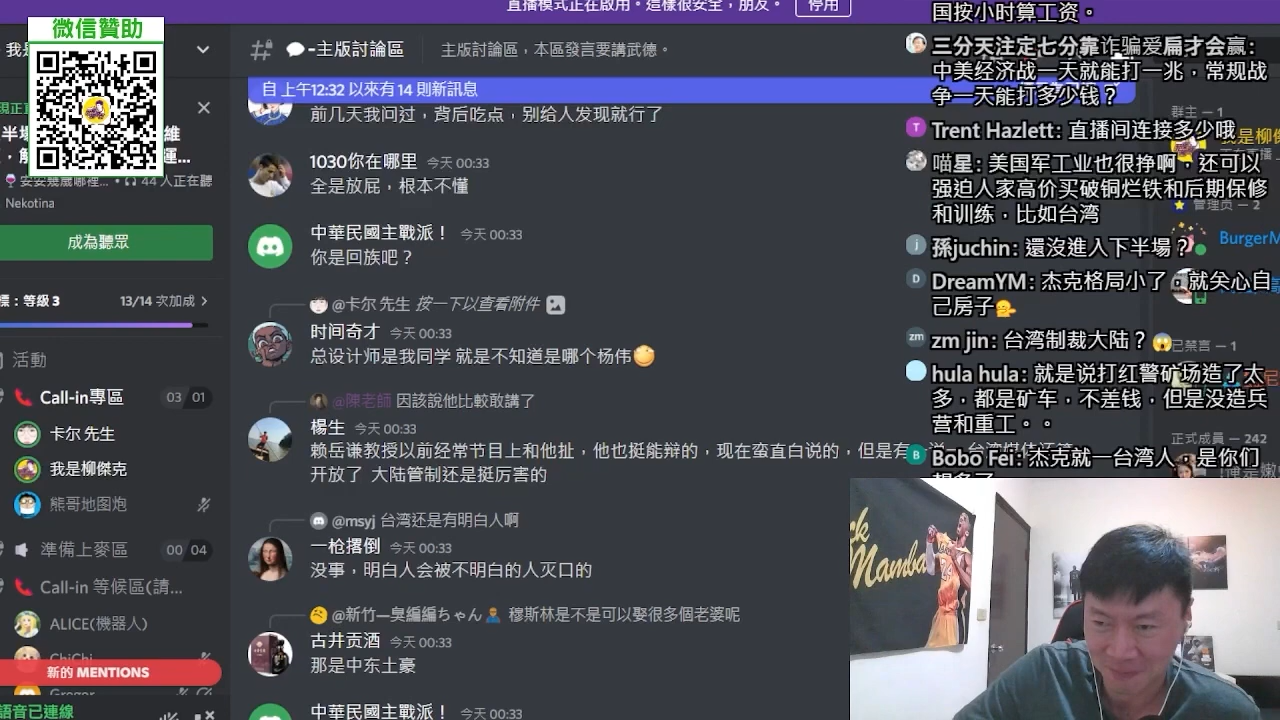 直播模式正在啟用。這樣很安全，朋友。
停用
微信贊助
成為聽眾
Nekotina
13/14 次加成
活動
Call-in專區
03 01
卡尔 先生
我是柳傑克
熊哥地图炮
準備上麥區
00 04
Call-in 等候區(請...
ALICE(機器人)
新的 MENTIONS
語音已連線
-主版討論區
主版討論區，本區發言要講武德。
自 上午12:32 以來有 14 則新訊息
前几天我问过，背后吃点，别给人发现就行了
1030你在哪里 今天 00:33
全是放屁，根本不懂
中華民國主戰派！ 今天 00:33
你是回族吧？
@卡尔 先生 按一下以查看附件
时间奇才 今天 00:33
总设计师是我同学 就是不知道是哪个杨伟
@陳老師 因該說他比較敢講了
楊生 今天 00:33
赖岳谦教授以前经常节目上和他扯，他也挺能辩的，现在蛮直白说的，但是有
开放了 大陆管制还是挺厉害的
@msyj 台湾还是有明白人啊
一枪撂倒 今天 00:33
没事，明白人会被不明白的人灭口的
@新竹—臭編編ちゃん 穆斯林是不是可以娶很多個老婆呢
古井贡酒 今天 00:33
那是中东土豪
中華民國主戰派！ 今天 00:33
国按小时算工资。
三分天注定七分靠诈骗爱扁才会赢:
中美经济战一天就能打一兆，常规战
争一天能打多少钱？
Trent Hazlett: 直播间连接多少哦
喵星: 美国军工业也很挣啊，还可以
强迫人家高价买破铜烂铁和后期保修
和训练，比如台湾
孫juchin: 還沒進入下半場？
DreamYM: 杰克格局小了，就关心自
己房子
zm jin: 台湾制裁大陆？
hula hula: 就是说打红警矿场造了太
多，都是矿车，不差钱，但是没造兵
营和重工。。
Bobo Fei: 杰克就一台湾人，是你们
群主 — 1
管理员 — 2
BurgerM
已禁言 — 1
正式成員 — 242
Mamba